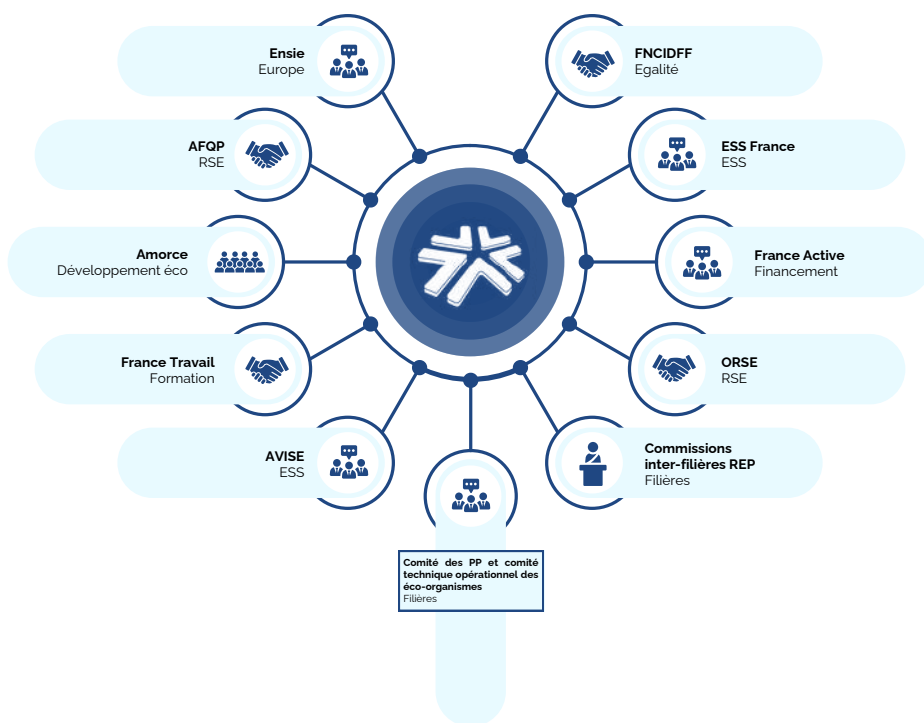 Ensie
Europe
FNCIDFF
Egalité
AFQP
RSE
ESS France
ESS
Amorce
Développement éco
France Active
Financement
France Travail
Formation
ORSE
RSE
AVISE
ESS
Commissions
inter-filières REP
Filières
Comité des PP et comité
technique opérationnel des
éco-organismes
Filières